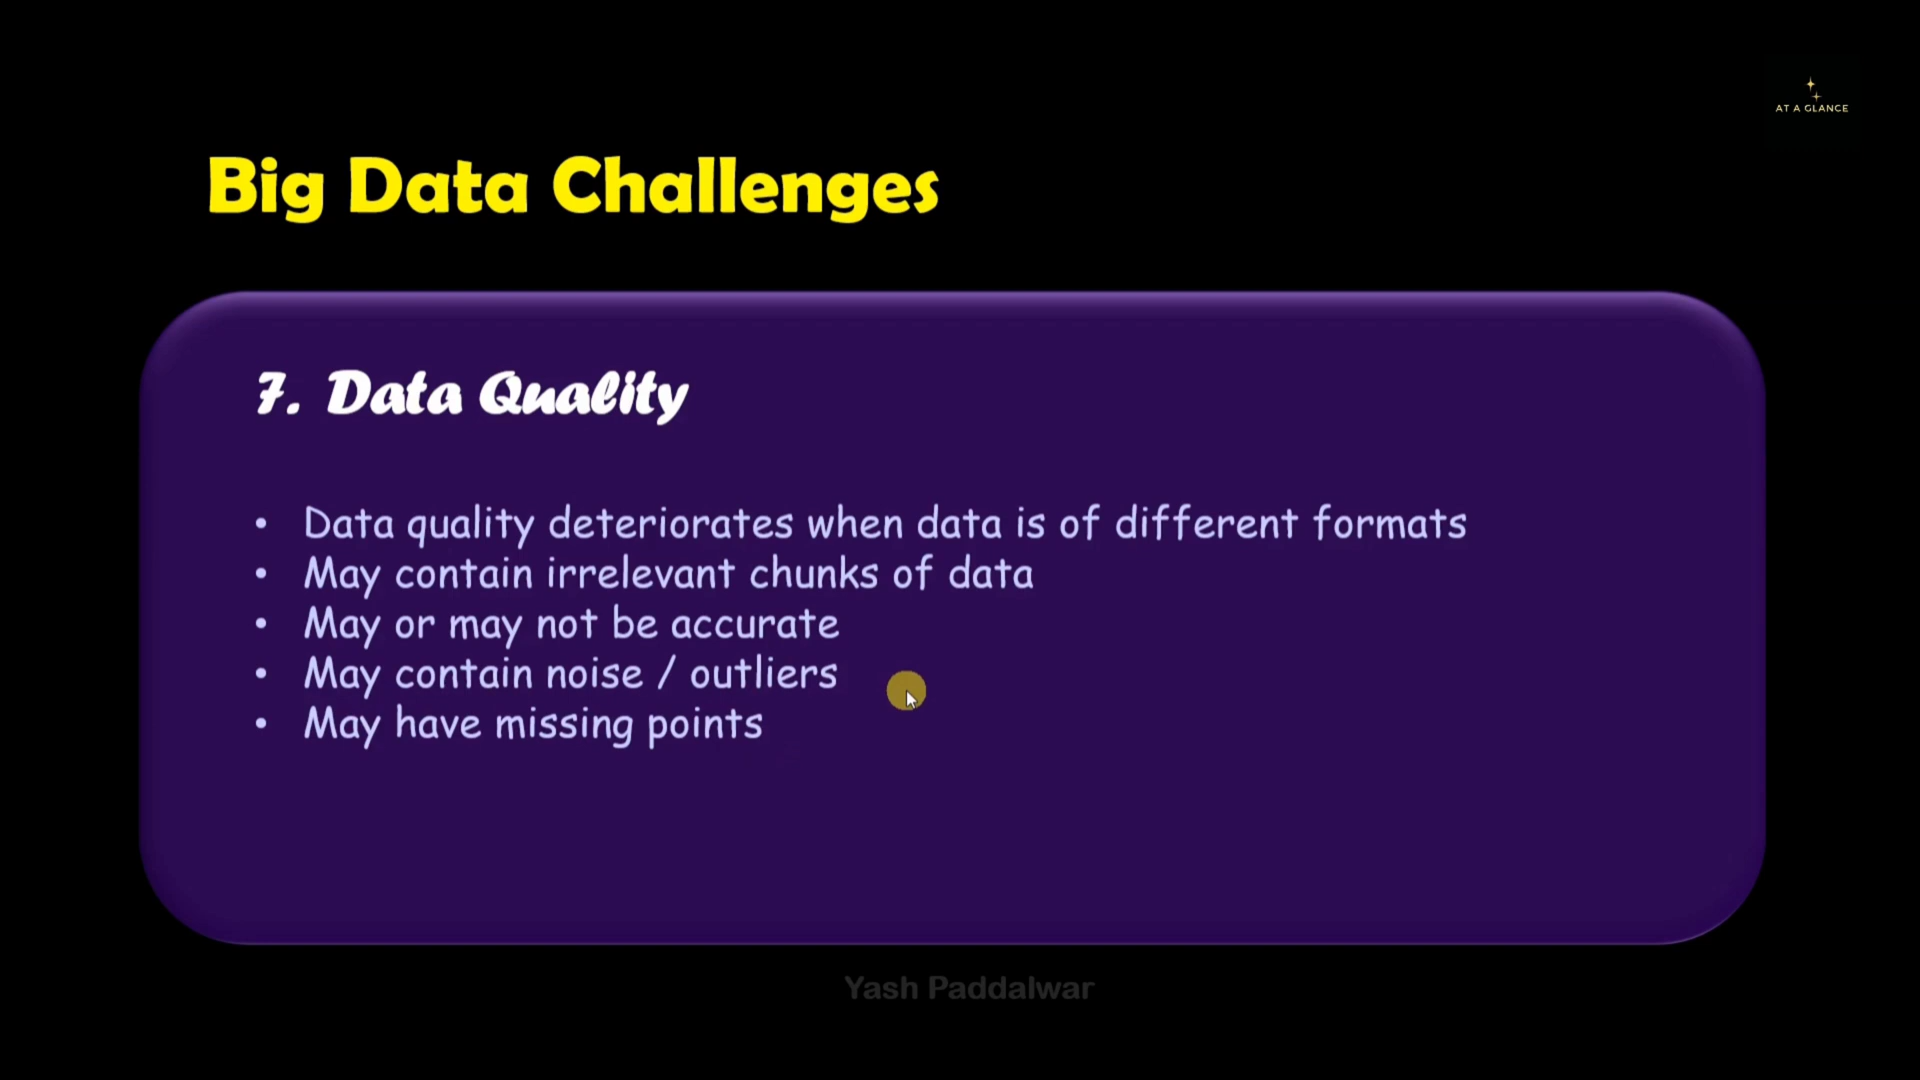 AT A GLANCE
Big Data Challenges
7. Data Quality
• Data quality deteriorates when data is of different formats
• May contain irrelevant chunks of data
• May or may not be accurate
• May contain noise / outliers
• May have missing points
Yash Paddalwar